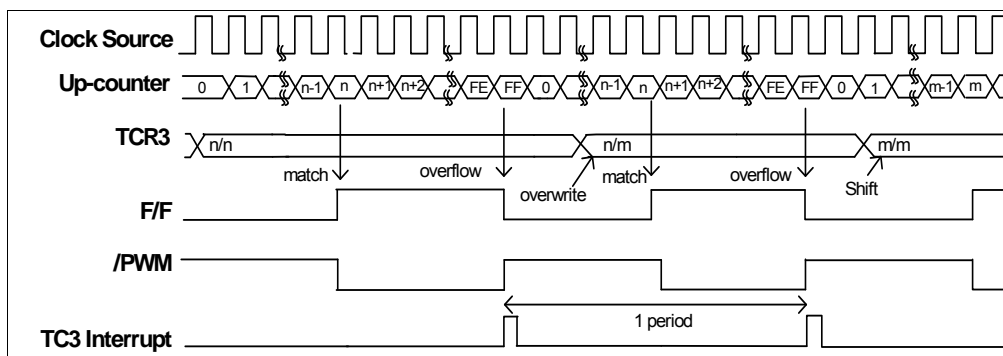 Clock Source
Up-counter 0 1 n-1 n n+1 n+2 FE FF 0 n-1 n n+1 n+2 FE FF 0 1 m-1 m
TCR3 n/n n/m m/m
match overflow overwrite match overflow Shift
F/F
/PWM
1 period
TC3 Interrupt